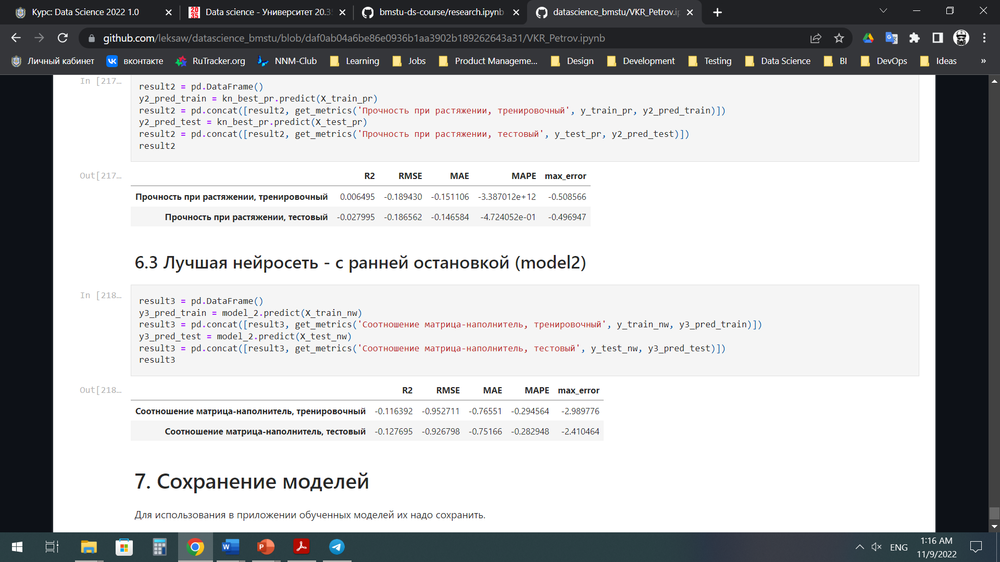 Курс: Data Science 2022 1.0
20 35
Data science - Университет 20.35
bmstu-ds-course/research.ipynb
datascience_bmstu/VKR_Petrov.ip
github.com/leksaw/datascience_bmstu/blob/daf0ab04a6be86e0936b1aa3902b189262643a31/VKR_Petrov.ipynb
Личный кабинет
вконтакте
RuTracker.org
NNM-Club
Learning
Jobs
Product Manageme...
Design
Development
Testing
Data Science
BI
DevOps
Ideas
»
In [217…
result2 = pd.DataFrame()
y2_pred_train = kn_best_pr.predict(X_train_pr)
result2 = pd.concat([result2, get_metrics('Прочность при растяжении, тренировочный', y_train_pr, y2_pred_train)])
y2_pred_test = kn_best_pr.predict(X_test_pr)
result2 = pd.concat([result2, get_metrics('Прочность при растяжении, тестовый', y_test_pr, y2_pred_test)])
result2
Out[217…
R2 RMSE MAE MAPE max_error
Прочность при растяжении, тренировочный 0.006495 -0.189430 -0.151106 -3.387012e+12 -0.508566
Прочность при растяжении, тестовый -0.027995 -0.186562 -0.146584 -4.724052e-01 -0.496947
6.3 Лучшая нейросеть - с ранней остановкой (model2)
In [218…
result3 = pd.DataFrame()
y3_pred_train = model_2.predict(X_train_nw)
result3 = pd.concat([result3, get_metrics('Соотношение матрица-наполнитель, тренировочный', y_train_nw, y3_pred_train)])
y3_pred_test = model_2.predict(X_test_nw)
result3 = pd.concat([result3, get_metrics('Соотношение матрица-наполнитель, тестовый', y_test_nw, y3_pred_test)])
result3
Out[218…
R2 RMSE MAE MAPE max_error
Соотношение матрица-наполнитель, тренировочный -0.116392 -0.952711 -0.76551 -0.294564 -2.989776
Соотношение матрица-наполнитель, тестовый -0.127695 -0.926798 -0.75166 -0.282948 -2.410464
7. Сохранение моделей
Для использования в приложении обученных моделей их надо сохранить.
ENG
1:16 AM
11/9/2022